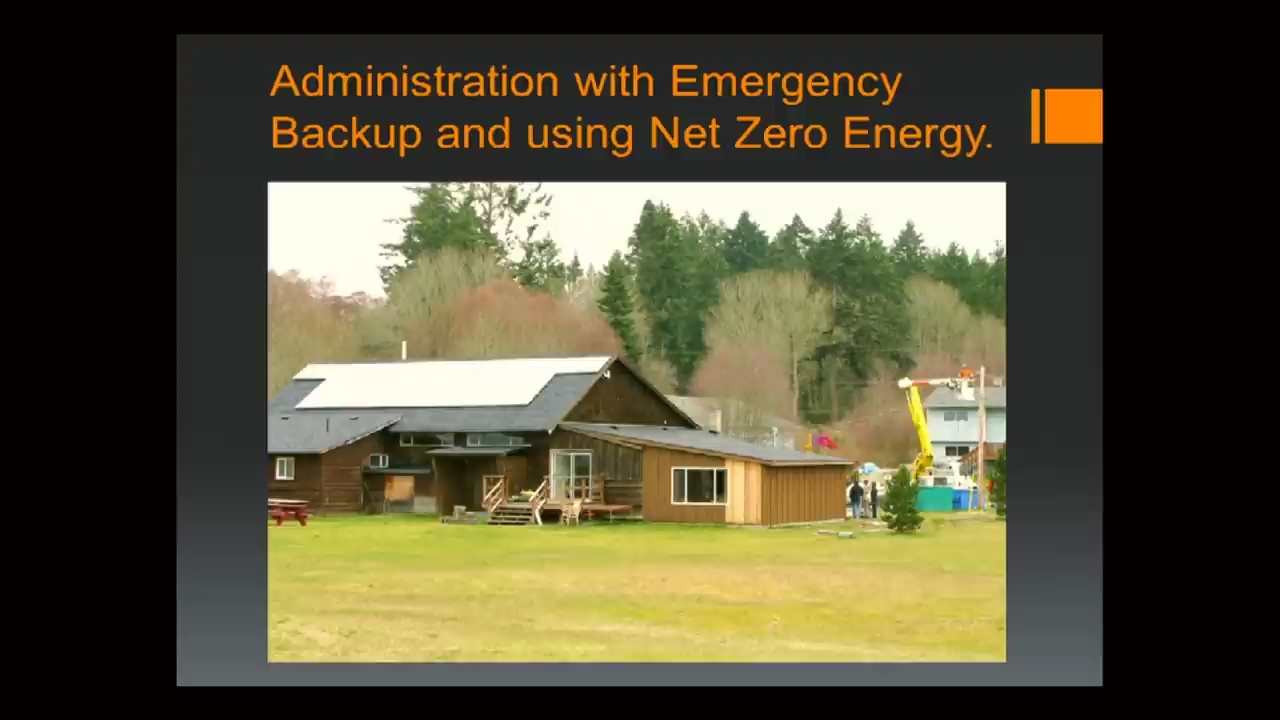 Administration with Emergency
Backup and using Net Zero Energy.